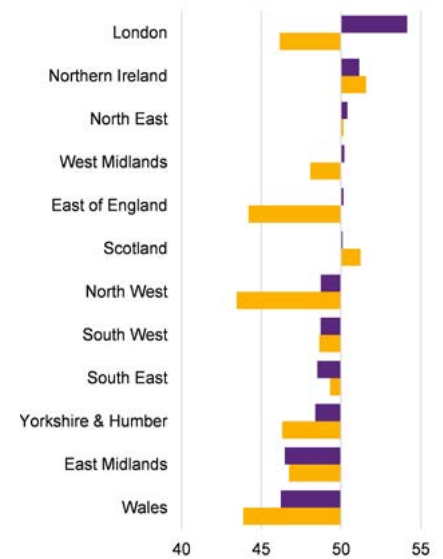 London
Northern Ireland
North East
West Midlands
East of England
Scotland
North West
South West
South East
Yorkshire & Humber
East Midlands
Wales
40 45 50 55